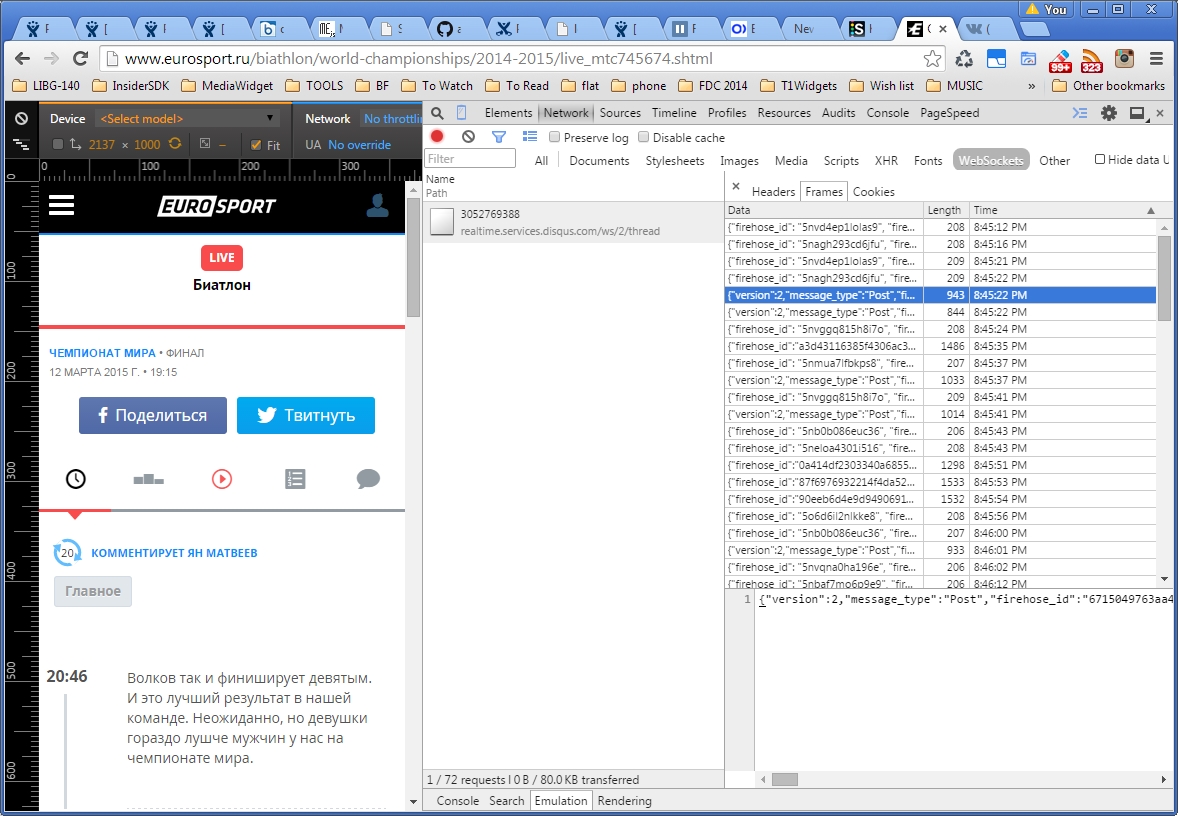 You
F
[
F
[
c
M
S
a
F
I
[
F
E
Nev
VK (
www.eurosport.ru/biathlon/world-championships/2014-2015/live_mtc745674.shtml
99+
323
LIBG-140 InsiderSDK MediaWidget TOOLS BF To Watch To Read flat phone FDC 2014 T1Widgets Wish list MUSIC » Other bookmarks
Device <Select model>
2137 × 1000 Fit
Network No throttlin
UA No override
0 100 200 300
0
100
200
300
400
500
600
EUROSPORT
LIVE
Биатлон
ЧЕМПИОНАТ МИРА • ФИНАЛ
12 МАРТА 2015 Г. • 19:15
Поделиться Твитнуть
20 КОММЕНТИРУЕТ ЯН МАТВЕЕВ
Главное
20:46
Волков так и финиширует девятым.
И это лучший результат в нашей
команде. Неожиданно, но девушки
гораздо лушче мужчин у нас на
чемпионате мира.
Elements Network Sources Timeline Profiles Resources Audits Console PageSpeed
Preserve log Disable cache
Filter All Documents Stylesheets Images Media Scripts XHR Fonts WebSockets Other Hide data U
Name
Path
3052769388
realtime.services.disqus.com/ws/2/thread
× Headers Frames Cookies
Data Length Time
{"firehose_id": "5nvd4ep1lolas9", "fire... 208 8:45:12 PM
{"firehose_id": "5nagh293cd6jfu", "fire... 208 8:45:16 PM
{"firehose_id": "5nvd4ep1lolas9", "fire... 209 8:45:21 PM
{"firehose_id": "5nagh293cd6jfu", "fire... 209 8:45:22 PM
{"version":2,"message_type":"Post","fi... 943 8:45:22 PM
{"version":2,"message_type":"Post","fi... 844 8:45:22 PM
{"firehose_id": "5nvggq815h8i7o", "fire... 208 8:45:24 PM
{"firehose_id":"a3d43116385f4306ac3... 1486 8:45:35 PM
{"firehose_id": "5nmua7lfbkps8", "fire... 207 8:45:37 PM
{"version":2,"message_type":"Post","fi... 1033 8:45:37 PM
{"firehose_id": "5nvggq815h8i7o", "fire... 209 8:45:41 PM
{"version":2,"message_type":"Post","fi... 1014 8:45:41 PM
{"firehose_id": "5nb0b086euc36", "fire... 206 8:45:43 PM
{"firehose_id": "5neloa4301i516", "fire... 208 8:45:43 PM
{"firehose_id":"0a414df2303340a6855... 1298 8:45:51 PM
{"firehose_id":"87f6976932214f4da52... 1533 8:45:53 PM
{"firehose_id":"90eeb6d4e9d9490691... 1532 8:45:54 PM
{"firehose_id": "5o6d6il2nlkke8", "fire... 208 8:45:56 PM
{"firehose_id": "5nb0b086euc36", "fire... 207 8:46:00 PM
{"version":2,"message_type":"Post","fi... 933 8:46:01 PM
{"firehose_id": "5nvqna0ha196e", "fire... 206 8:46:02 PM
{"firehose_id": "5nbaf7mo6p9e9", "fire... 206 8:46:12 PM
1 {"version":2,"message_type":"Post","firehose_id":"6715049763aa4
1 / 72 requests I 0 B / 80.0 KB transferred
Console Search Emulation Rendering